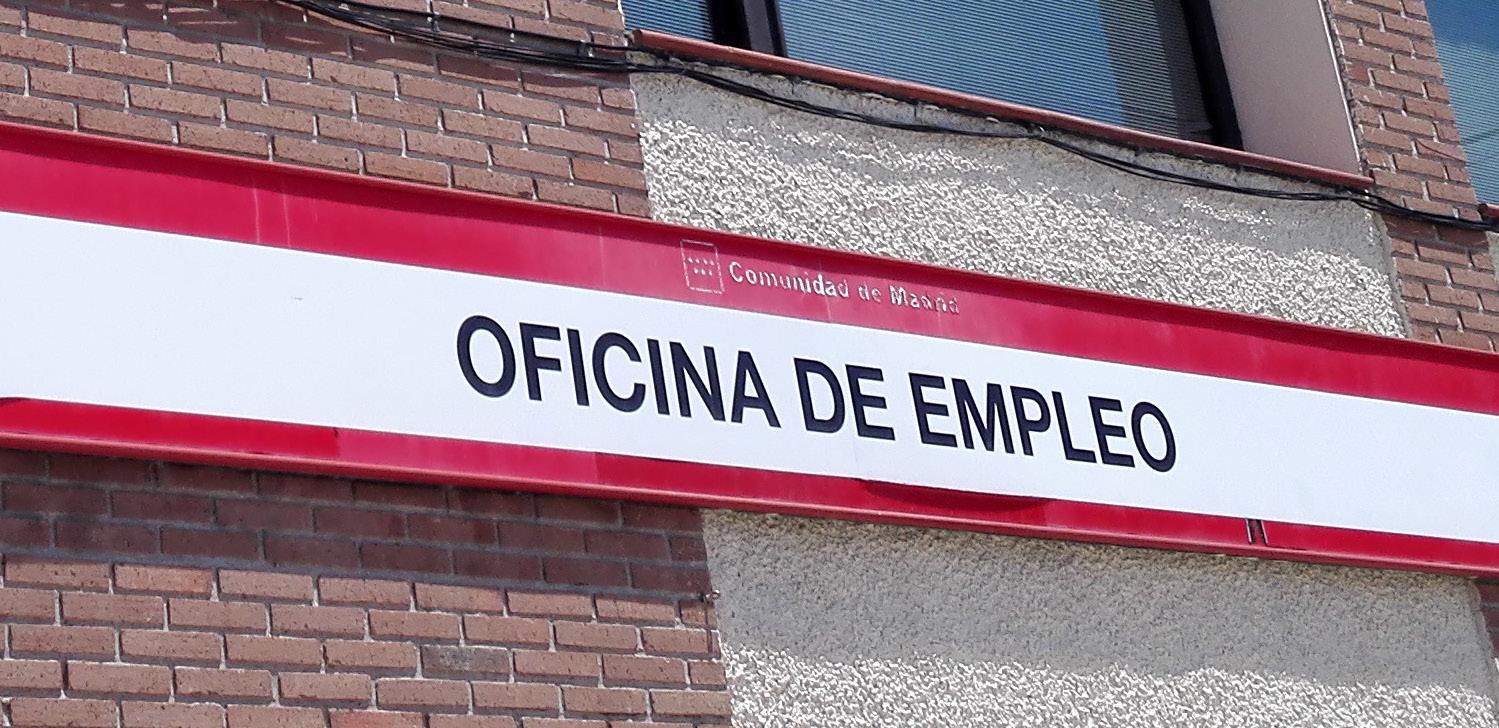 Comunidad de Madrid
OFICINA DE EMPLEO